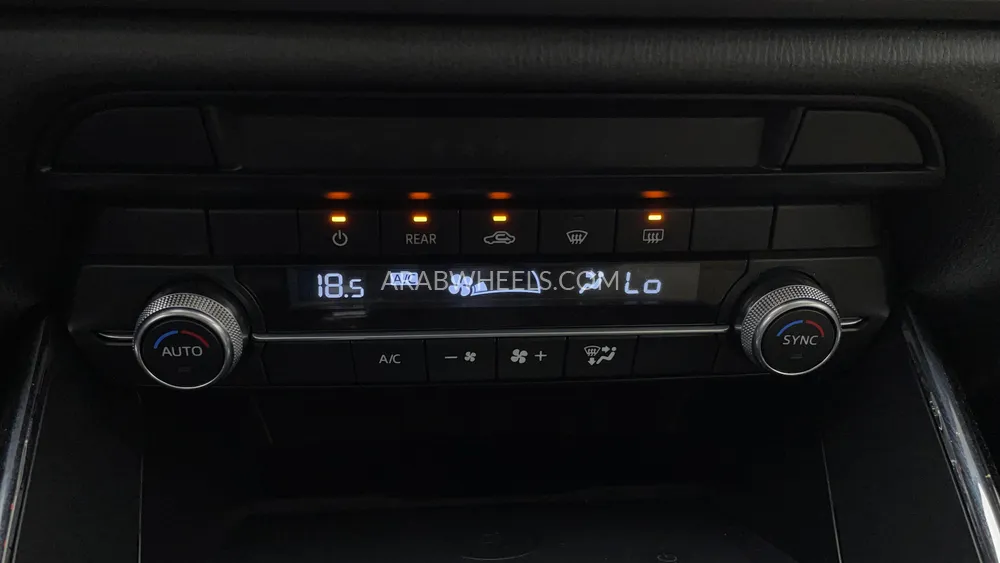 REAR
18.5 A/C Lo
ARABWHEELS.COM
AUTO
A/C
- +
SYNC